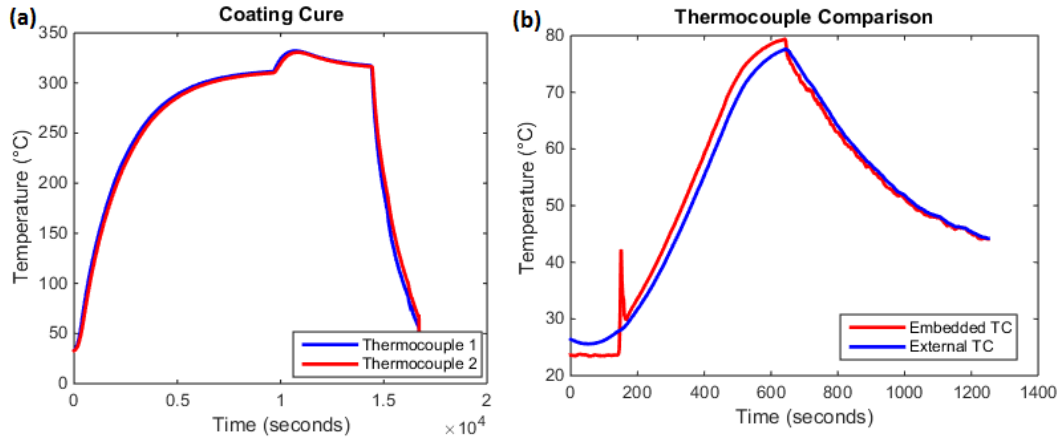 (a)
Coating Cure
350
300
250
200
150
100
50
0
Temperature (°C)
Thermocouple 1
Thermocouple 2
0 0.5 1 1.5 2
× 10^4
Time (seconds)
(b)
Thermocouple Comparison
80
70
60
50
40
30
20
Temperature (°C)
Embedded TC
External TC
0 200 400 600 800 1000 1200 1400
Time (seconds)